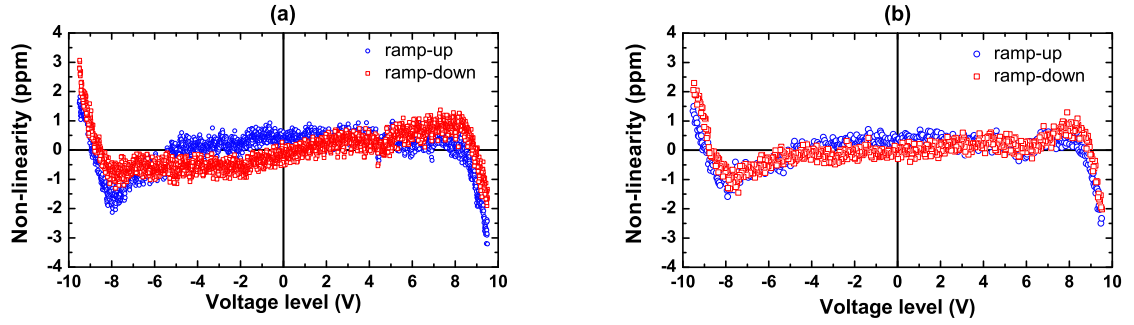 (a)
Non-linearity (ppm)
4
3
2
1
0
-1
-2
-3
-4
ramp-up
ramp-down
-10 -8 -6 -4 -2 0 2 4 6 8 10
Voltage level (V)
(b)
Non-linearity (ppm)
4
3
2
1
0
-1
-2
-3
-4
ramp-up
ramp-down
-10 -8 -6 -4 -2 0 2 4 6 8 10
Voltage level (V)